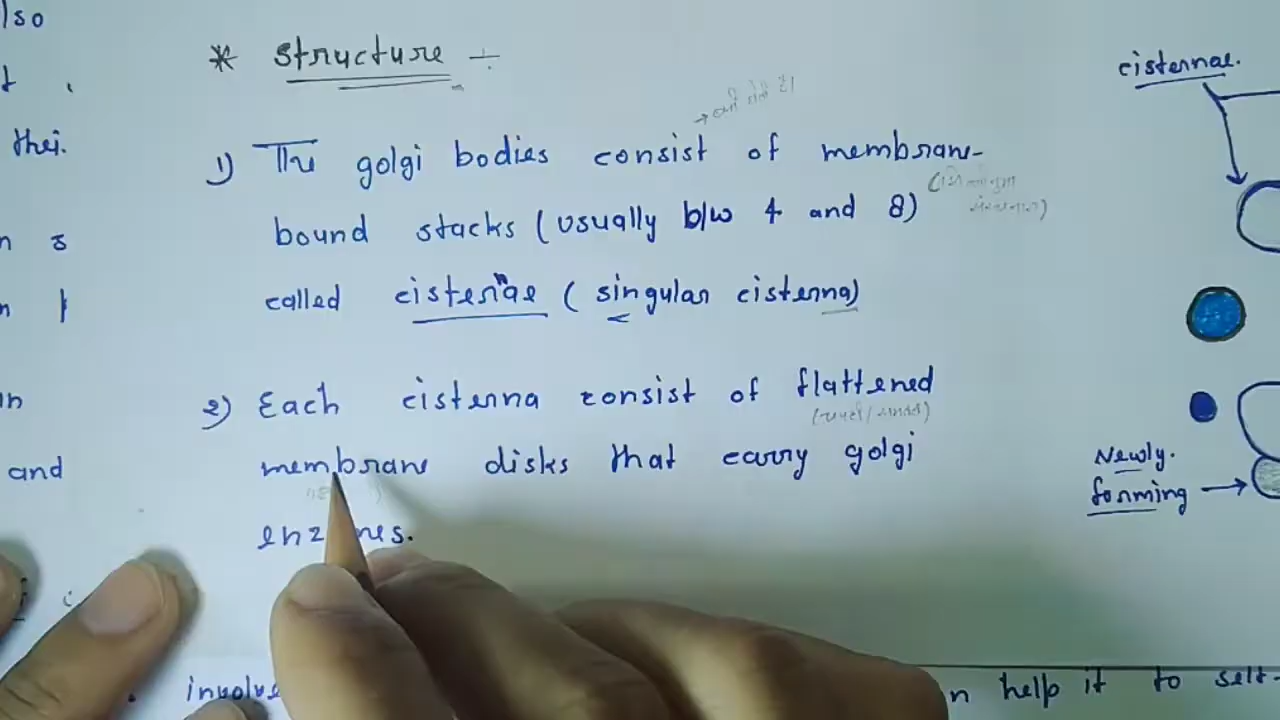 lso
* Structure ÷
cisternae.
thei.
1) The golgi bodies consist of membrane-
bound stacks (usually b/w 4 and 8)
called cisternae (singular cisterna)
in
2) Each cisterna consist of flattened
and membrane disks that carry golgi
enzymes.
Newly.
forming
involve
n help it to self-